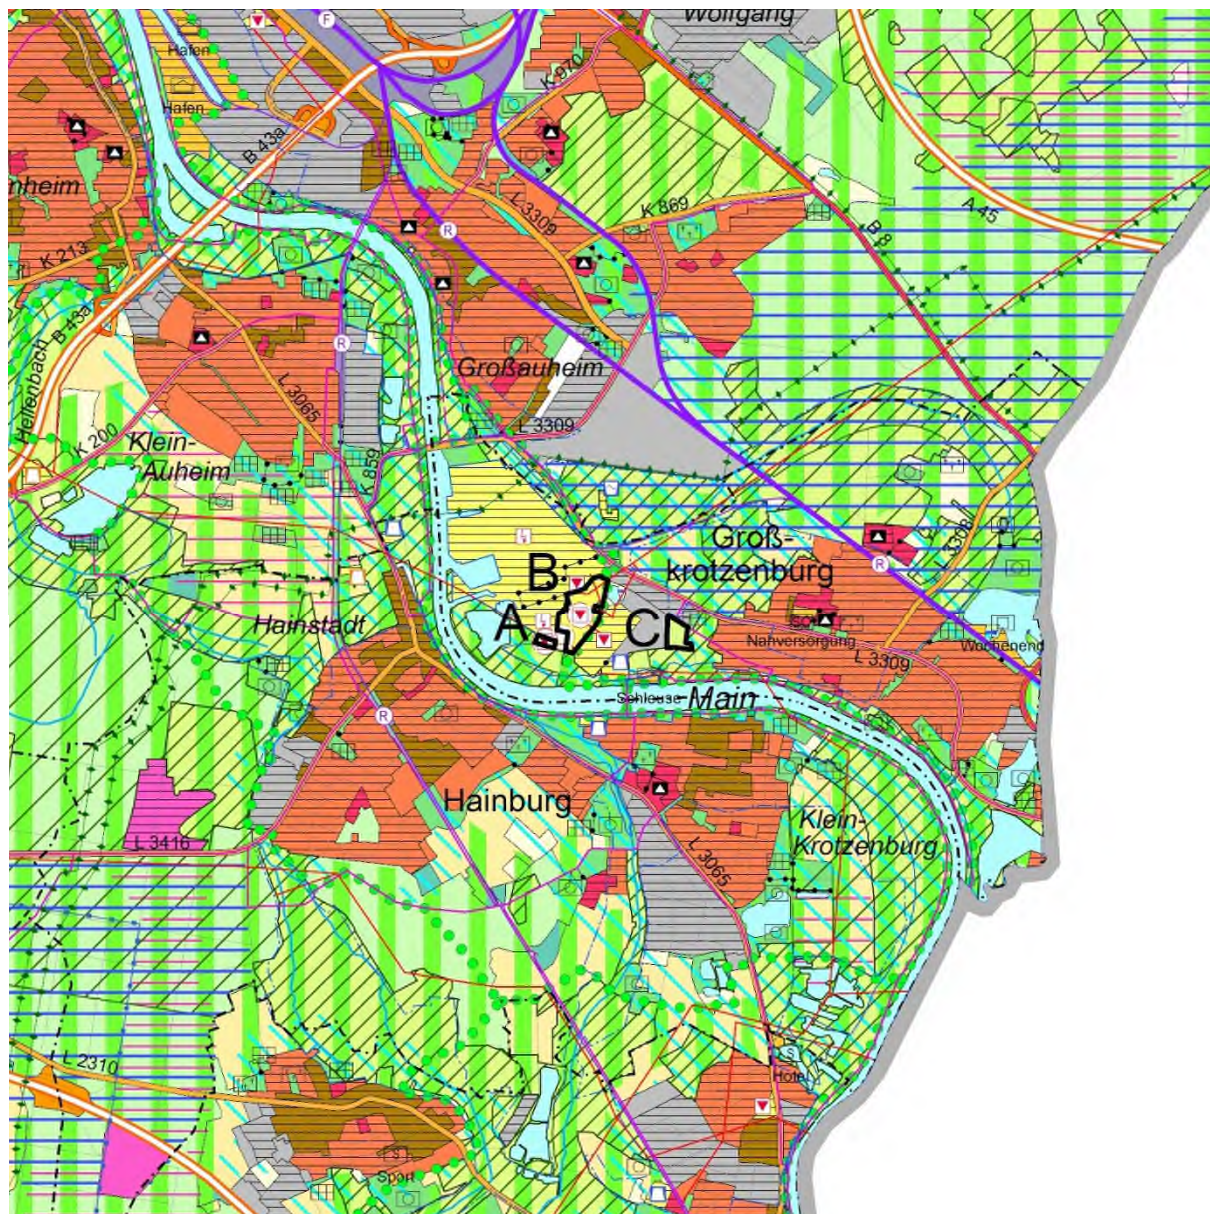 Wolfgang
F
Hafen
Hafen
K 970
B 43a
nheim
L 3309
K 869
A 45
B 8
R
K 213
B 43a
R
Großauheim
Hellenbach
L 3065
L 3309
K 200
Klein-
Auheim
K 859
Groß-
krotzenburg
L 3308
R
B
A
C
Hainstadt
Nahversorgung
Wochenend
L 3309
Schleuse
Main
R
Hainburg
Klein-
Krotzenburg
L 3416
L 3065
L 2310
S
Hotel
S
Sport